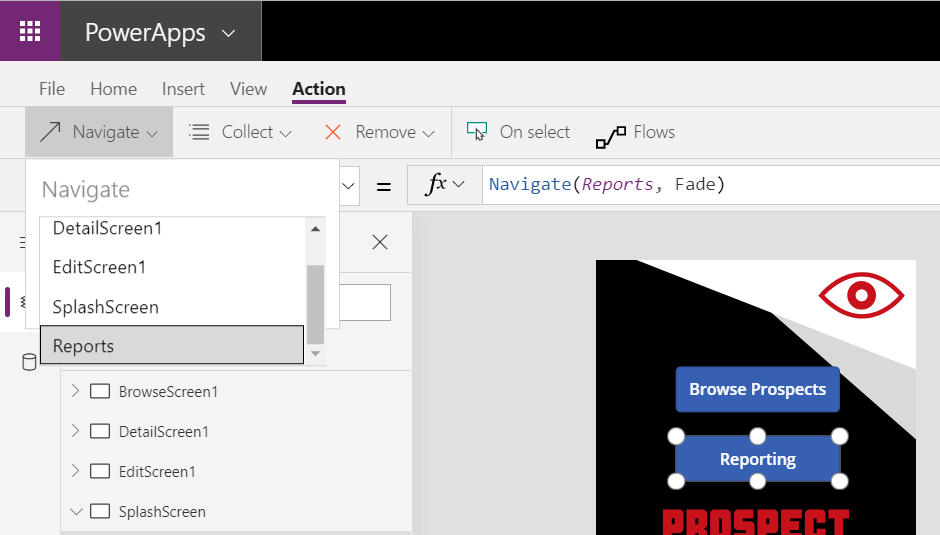 PowerApps
File Home Insert View Action
Navigate Collect Remove On select Flows
Navigate
= fx Navigate(Reports, Fade)
DetailScreen1
EditScreen1
SplashScreen
Reports
BrowseScreen1
DetailScreen1
EditScreen1
SplashScreen
Browse Prospects
Reporting
PROSPECT